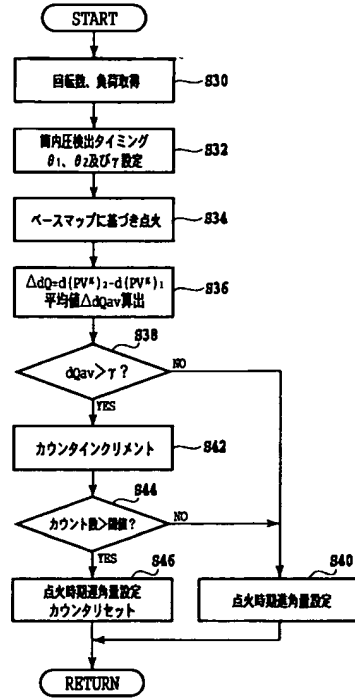 START
回転数、負荷取得
S30
筒内圧検出タイミング
θ₁、θ₂及びγ設定
S32
ベースマップに基づき点火
S34
ΔdQ=d(PVᵏ)₂-d(PVᵏ)₁
平均値ΔdQav算出
S36
S38
dQav>γ?
NO
YES
カウンタインクリメント
S42
S44
カウント数>閾値?
NO
YES
S46
点火時期遅角量設定
カウンタリセット
S40
点火時期進角量設定
RETURN